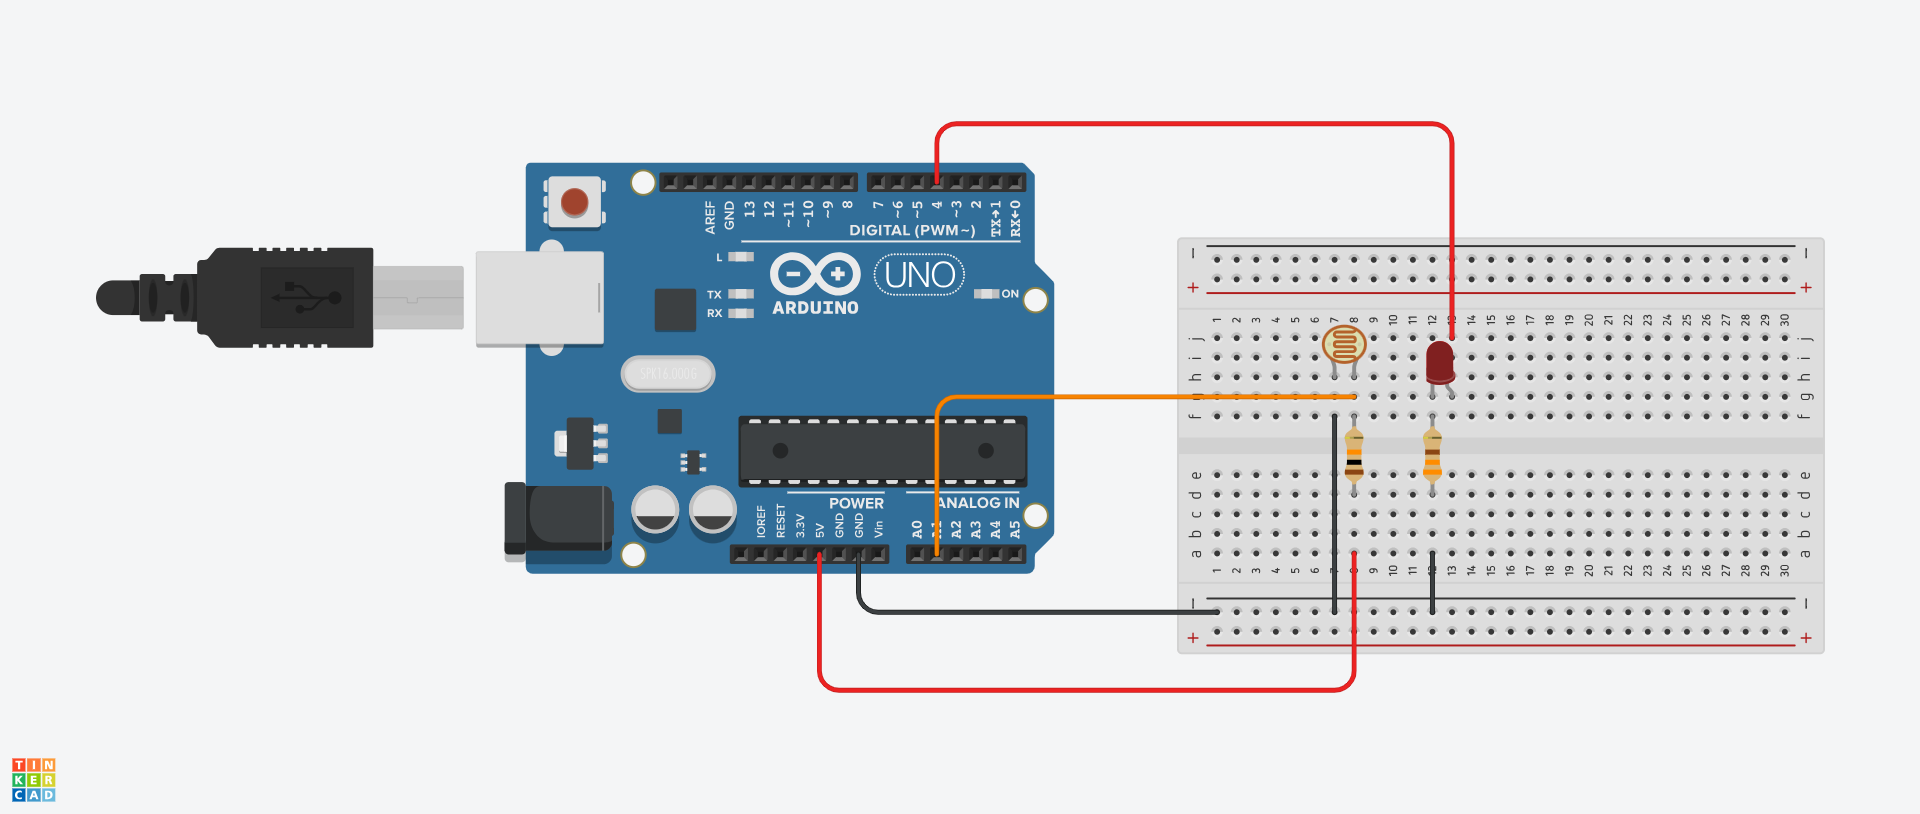 AREF GND 13 12 ~11 ~10 ~9 8 7 ~6 ~5 4 ~3 2 TX→1 RX←0
DIGITAL (PWM~)
L
TX
RX
ARDUINO
UNO
ON
SPK16.000G
POWER
ANALOG IN
IOREF RESET 3.3V 5V GND GND Vin A0 A1 A2 A3 A4 A5
− −
+ +
1 2 3 4 5 6 7 8 9 10 11 12 13 14 15 16 17 18 19 20 21 22 23 24 25 26 27 28 29 30
j j
i i
h h
g g
f f
e e
d d
c c
b b
a a
1 2 3 4 5 6 7 8 9 10 11 12 13 14 15 16 17 18 19 20 21 22 23 24 25 26 27 28 29 30
− −
+ +
TIN
KER
CAD